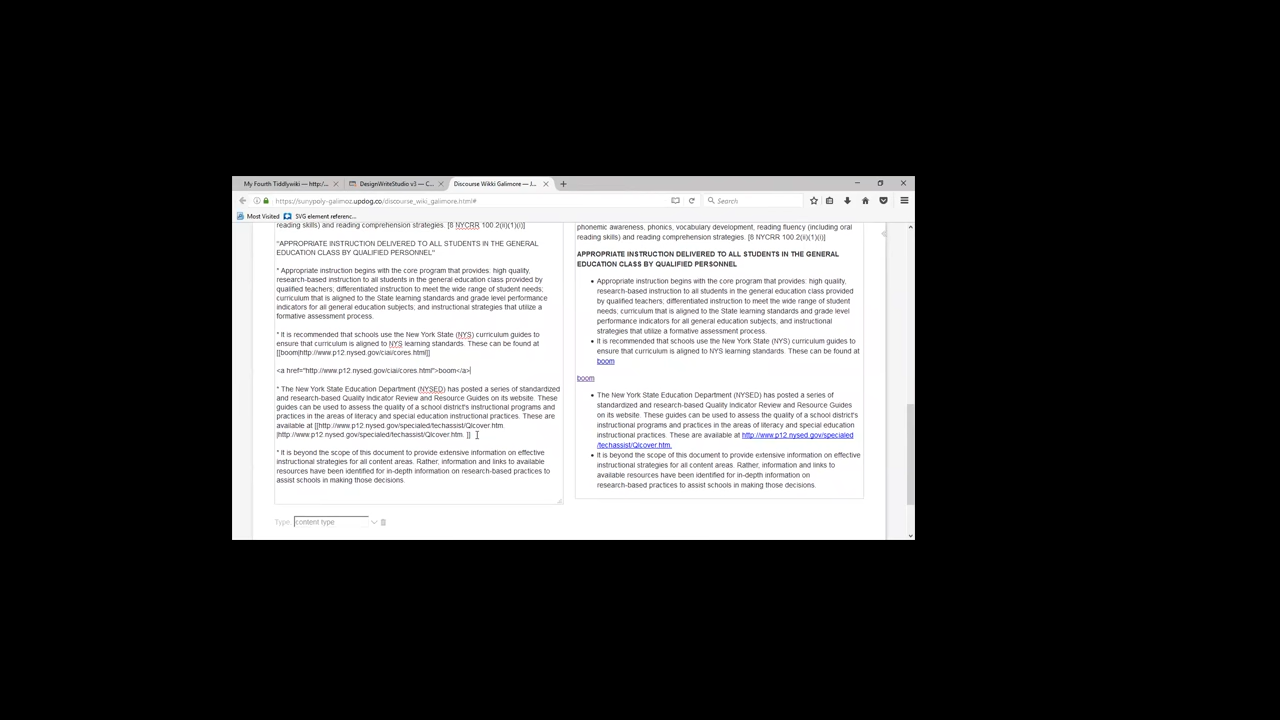 My Fourth Tiddlywiki — http:/...
DesignWriteStudio v3 — C...
Discourse Wikki Galimore — J...
https://sunypoly-galimoz.updog.co/discourse_wiki_galimore.html#
Search
Most Visited
SVG element referenc...
reading skills) and reading comprehension strategies. [8 NYCRR 100.2(ii)(1)(i)]
''APPROPRIATE INSTRUCTION DELIVERED TO ALL STUDENTS IN THE GENERAL
EDUCATION CLASS BY QUALIFIED PERSONNEL''
* Appropriate instruction begins with the core program that provides: high quality,
research-based instruction to all students in the general education class provided by
qualified teachers; differentiated instruction to meet the wide range of student needs;
curriculum that is aligned to the State learning standards and grade level performance
indicators for all general education subjects; and instructional strategies that utilize a
formative assessment process.
* It is recommended that schools use the New York State (NYS) curriculum guides to
ensure that curriculum is aligned to NYS learning standards. These can be found at
[[boom|http://www.p12.nysed.gov/ciai/cores.html]]
<a href="http://www.p12.nysed.gov/ciai/cores.html">boom</a>
* The New York State Education Department (NYSED) has posted a series of standardized
and research-based Quality Indicator Review and Resource Guides on its website. These
guides can be used to assess the quality of a school district's instructional programs and
practices in the areas of literacy and special education instructional practices. These are
available at [[http://www.p12.nysed.gov/specialed/techassist/QIcover.htm.
|http://www.p12.nysed.gov/specialed/techassist/QIcover.htm. ]]
* It is beyond the scope of this document to provide extensive information on effective
instructional strategies for all content areas. Rather, information and links to available
resources have been identified for in-depth information on research-based practices to
assist schools in making those decisions.
Type: content type
phonemic awareness, phonics, vocabulary development, reading fluency (including oral
reading skills) and reading comprehension strategies. [8 NYCRR 100.2(ii)(1)(i)]
APPROPRIATE INSTRUCTION DELIVERED TO ALL STUDENTS IN THE GENERAL
EDUCATION CLASS BY QUALIFIED PERSONNEL
• Appropriate instruction begins with the core program that provides: high quality,
research-based instruction to all students in the general education class provided
by qualified teachers; differentiated instruction to meet the wide range of student
needs; curriculum that is aligned to the State learning standards and grade level
performance indicators for all general education subjects; and instructional
strategies that utilize a formative assessment process.
• It is recommended that schools use the New York State (NYS) curriculum guides to
ensure that curriculum is aligned to NYS learning standards. These can be found at
boom
boom
• The New York State Education Department (NYSED) has posted a series of
standardized and research-based Quality Indicator Review and Resource Guides
on its website. These guides can be used to assess the quality of a school district's
instructional programs and practices in the areas of literacy and special education
instructional practices. These are available at http://www.p12.nysed.gov/specialed
/techassist/QIcover.htm.
• It is beyond the scope of this document to provide extensive information on effective
instructional strategies for all content areas. Rather, information and links to
available resources have been identified for in-depth information on
research-based practices to assist schools in making those decisions.